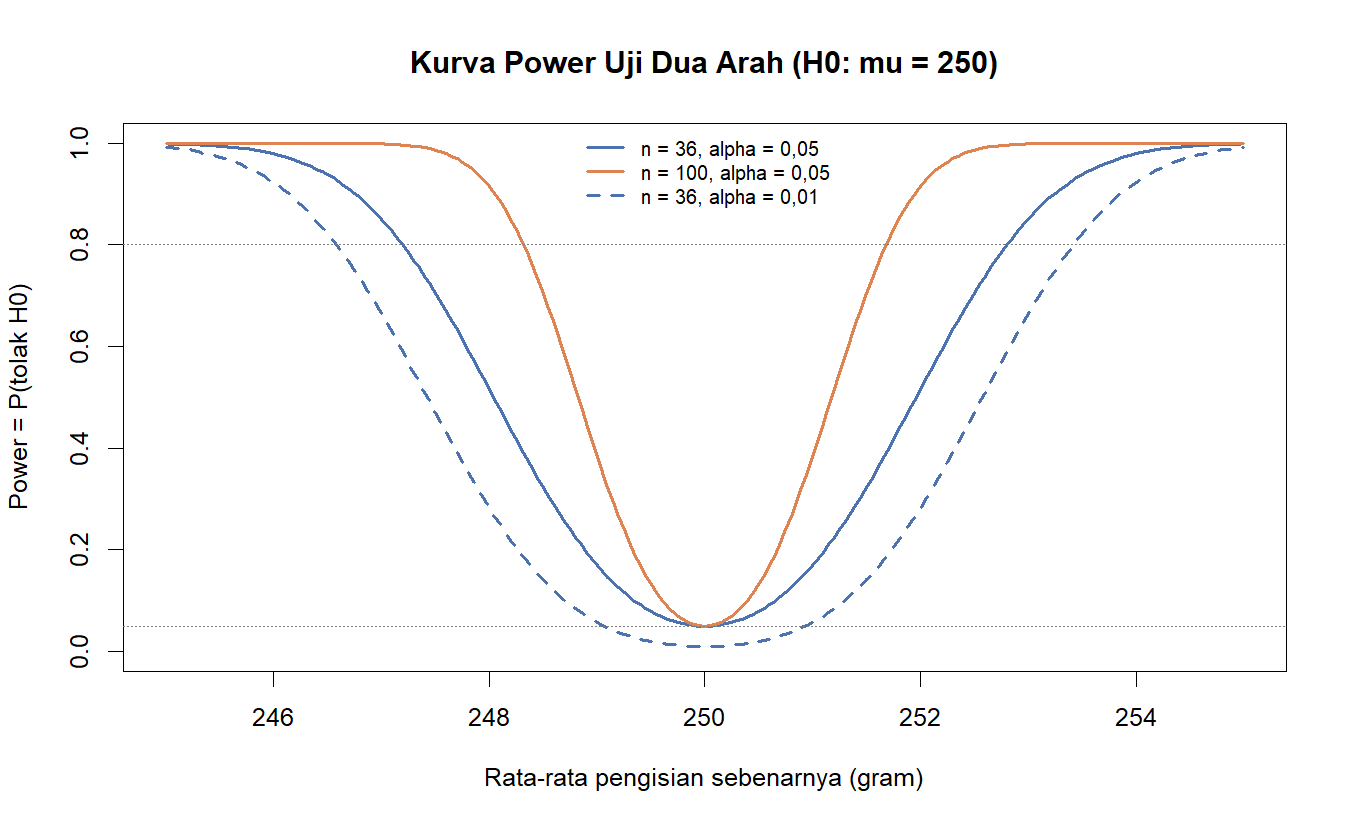 Kurva Power Uji Dua Arah (H0: mu = 250)
n = 36, alpha = 0,05
n = 100, alpha = 0,05
n = 36, alpha = 0,01
Power = P(tolak H0)
1.0
0.8
0.6
0.4
0.2
0.0
246 248 250 252 254
Rata-rata pengisian sebenarnya (gram)